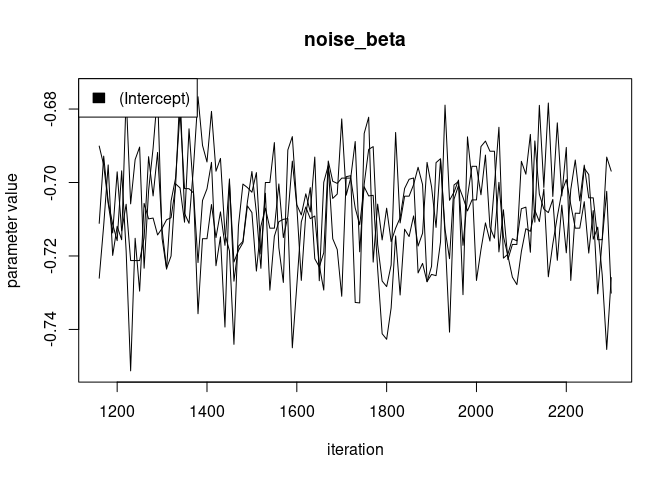 noise_beta
(Intercept)
parameter value
-0.68
-0.70
-0.72
-0.74
1200 1400 1600 1800 2000 2200
iteration